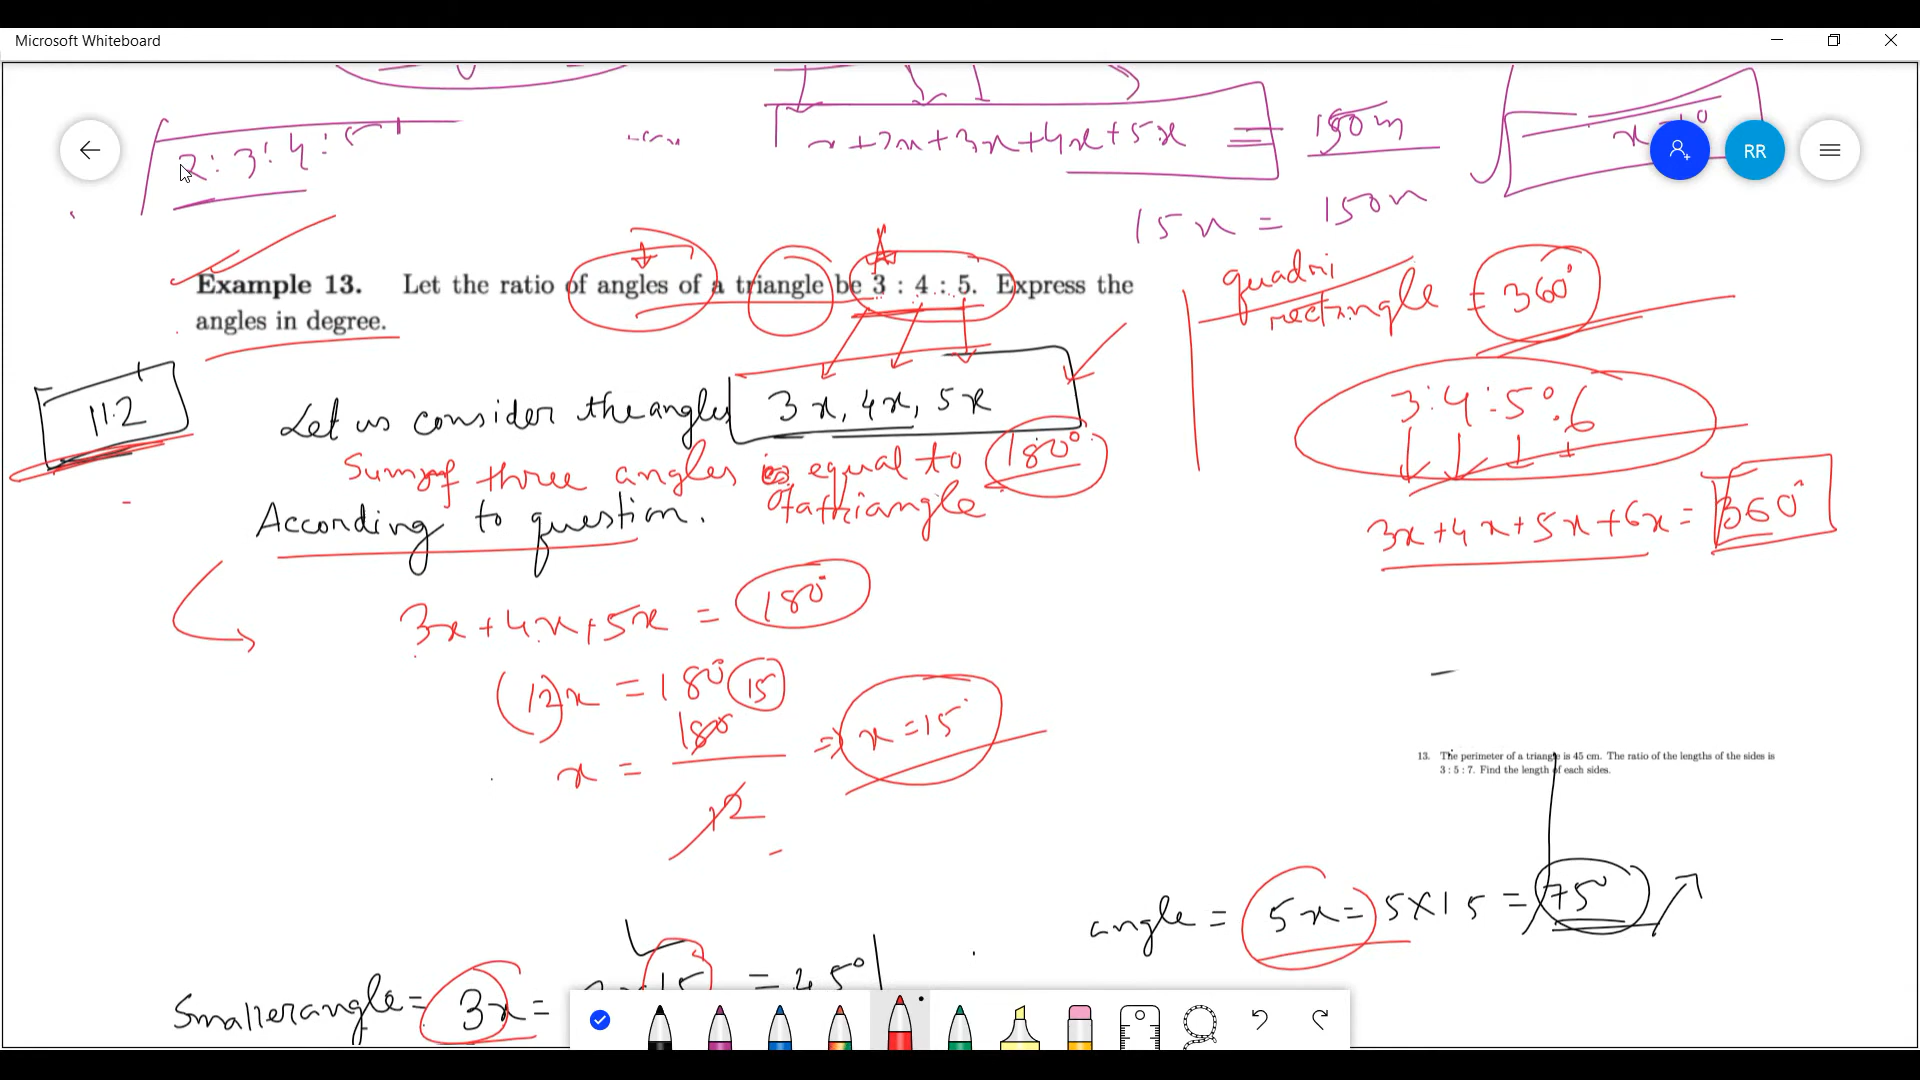 Microsoft Whiteboard
2 : 3 : 4 : 5
x+2x+3x+4x+5x = 150m
15x = 150m
RR
Example 13. Let the ratio of angles of a triangle be 3 : 4 : 5. Express the
angles in degree.
quadri
rectangle = 360°
11.2
Let us consider the angles 3x, 4x, 5x
3:4:5:6
Sum of three angles is equal to 180°
of a triangle
According to question.
3x+4x+5x+6x = 360°
3x+4x+5x = 180°
(12)x = 180° 15
x = 180/12 ⇒ x = 15°
13. The perimeter of a triangle is 45 cm. The ratio of the lengths of the sides is
3 : 5 : 7. Find the length of each sides.
angle = 5x = 5×15 = 75°
Smaller angle = 3x = 15 = 45°